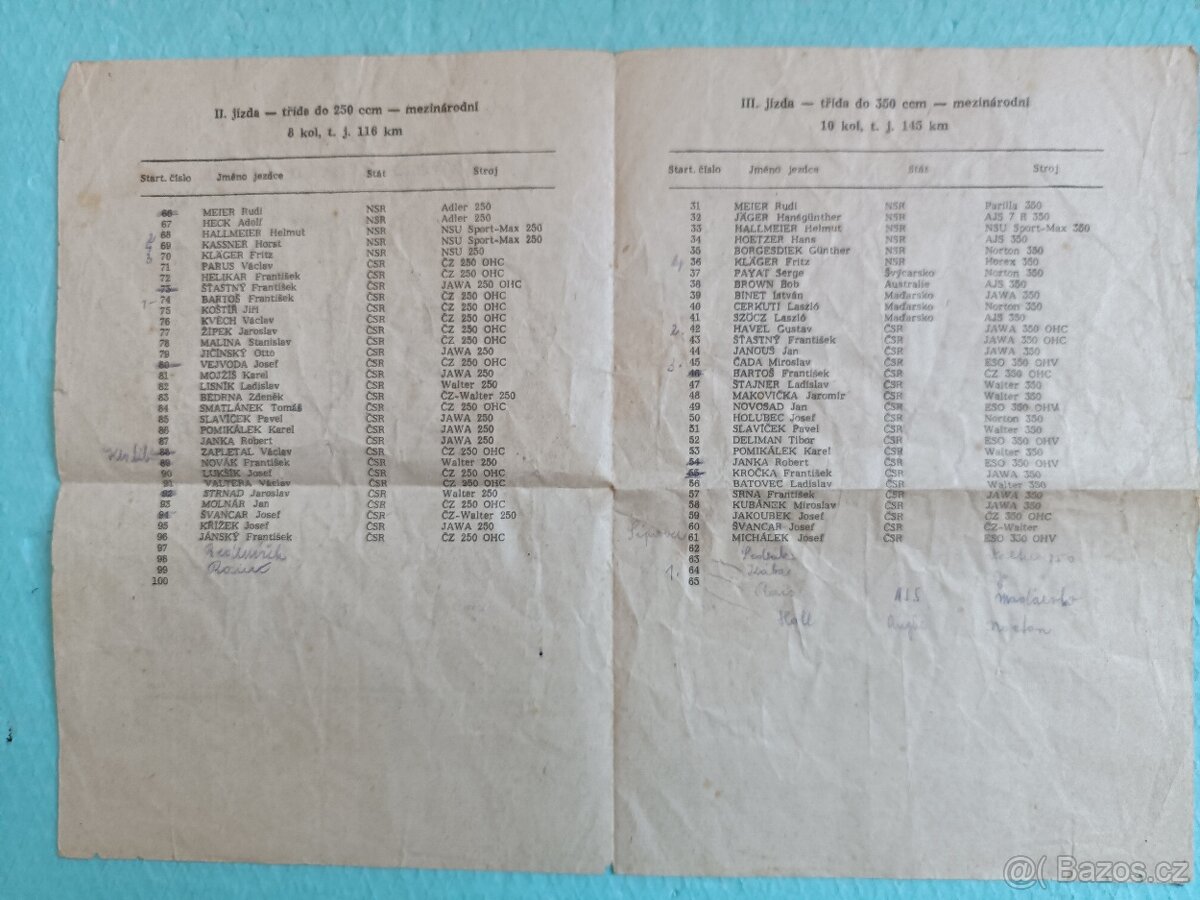 II. jízda — třída do 250 ccm — mezinárodní
8 kol, t. j. 116 km
Start. číslo Jméno jezdce Stát Stroj
66 MEIER Rudi NSR Adler 250
67 HECK Adolf NSR Adler 250
68 HALLMEIER Helmut NSR NSU Sport-Max 250
69 KASSNER Horst NSR NSU Sport-Max 250
70 KLÄGER Fritz NSR NSU 250
71 PARUS Václav ČSR ČZ 250 OHC
72 HELIKAR František ČSR ČZ 250 OHC
73 ŠŤASTNÝ František ČSR JAWA 250 OHC
1. 74 BARTOŠ František ČSR ČZ 250 OHC
75 KOŠTÍŘ Jiří ČSR ČZ 250 OHC
76 KVĚCH Václav ČSR ČZ 250 OHC
77 ŽÍPEK Jaroslav ČSR ČZ 250 OHC
78 MALINA Stanislav ČSR ČZ 250 OHC
79 JIČÍNSKÝ Otto ČSR JAWA 250
80 VEJVODA Josef ČSR ČZ 250 OHC
81 MOJŽÍŠ Karel ČSR JAWA 250
82 LISNÍK Ladislav ČSR Walter 250
83 BEDRNA Zdeněk ČSR ČZ-Walter 250
84 SMATLÁNEK Tomáš ČSR ČZ 250 OHC
85 SLAVÍČEK Pavel ČSR JAWA 250
86 POMIKÁLEK Karel ČSR JAWA 250
87 JANKA Robert ČSR JAWA 250
88 ZAPLETAL Václav ČSR ČZ 250 OHC
89 NOVÁK František ČSR Walter 250
90 LUKŠÍK Josef ČSR ČZ 250 OHC
91 VALTERA Václav ČSR ČZ 250 OHC
92 STRNAD Jaroslav ČSR Walter 250
93 MOLNÁR Jan ČSR ČZ 250 OHC
94 ŠVANCAR Josef ČSR ČZ-Walter 250
95 KŘÍŽEK Josef ČSR JAWA 250
96 JÁNSKÝ František ČSR ČZ 250 OHC
97
98
99
100
III. jízda — třída do 350 ccm — mezinárodní
10 kol, t. j. 145 km
Start. číslo Jméno jezdce Stát Stroj
31 MEIER Rudi NSR Parilla 350
32 JÄGER Hansgünther NSR AJS 7 R 350
33 HALLMEIER Helmut NSR NSU Sport-Max 350
34 HOETZER Hans NSR AJS 350
35 BORGESDIEK Günther NSR Norton 350
36 KLÄGER Fritz NSR Horex 350
37 PAYAT Serge Švýcarsko Norton 350
38 BROWN Bob Australie AJS 350
39 BINET István Maďarsko JAWA 350
40 CERKUTI Laszló Maďarsko Norton 350
41 SZÖCZ Laszló Maďarsko AJS 350
2. 42 HAVEL Gustav ČSR JAWA 350 OHC
43 ŠŤASTNÝ František ČSR JAWA 350 OHC
44 JANOUŠ Jan ČSR JAWA 350
3. 45 ČADA Miroslav ČSR ESO 350 OHV
46 BARTOŠ František ČSR ČZ 350 OHC
47 ŠTAJNER Ladislav ČSR Walter 350
48 MAKOVIČKA Jaromír ČSR Walter 350
49 NOVOSAD Jan ČSR ESO 350 OHV
50 HOLUBEC Josef ČSR Norton 350
51 SLAVÍČEK Pavel ČSR Walter 350
52 DELIMAN Tibor ČSR ESO 350 OHV
53 POMIKÁLEK Karel ČSR Walter 350
54 JANKA Robert ČSR ESO 350 OHV
55 KROČKA František ČSR JAWA 350
56 BATOVEC Ladislav ČSR Walter 350
57 SRNA František ČSR JAWA 350
58 KUBÁNEK Miroslav ČSR JAWA 350
59 JAKOUBEK Josef ČSR ČZ 350 OHC
60 ŠVANCAR Josef ČSR ČZ-Walter
61 MICHÁLEK Josef ČSR ESO 350 OHV
62
63
1. 64
65
Maďarsko
Hall Norton
Bazos.cz